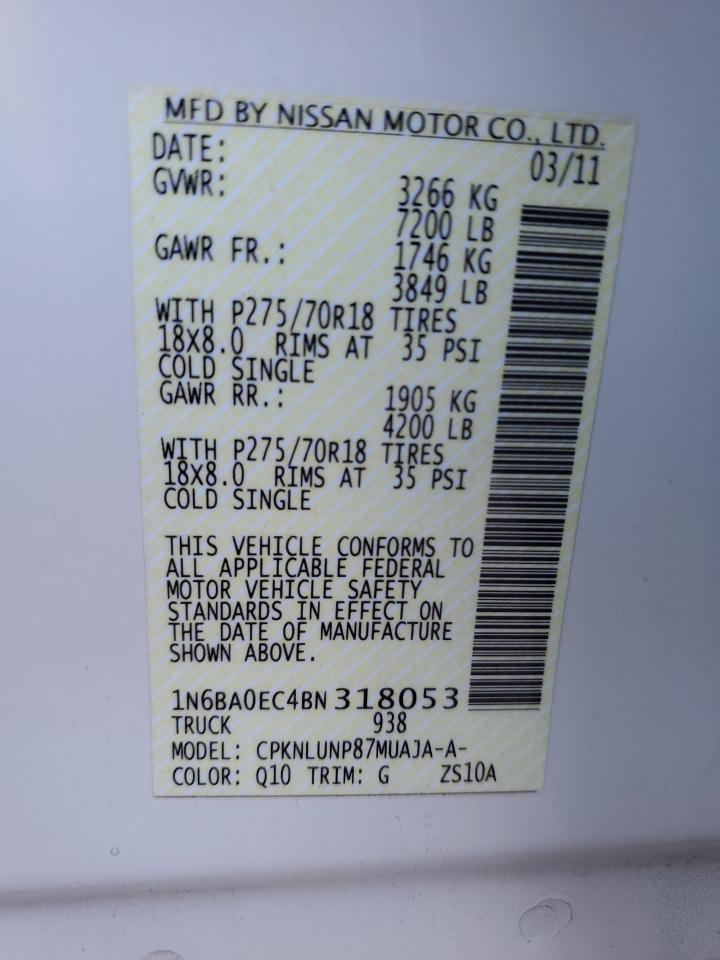 MFD BY NISSAN MOTOR CO., LTD.
DATE: 03/11
GVWR: 3266 KG
7200 LB
GAWR FR.: 1746 KG
3849 LB
WITH P275/70R18 TIRES
18X8.0 RIMS AT 35 PSI
COLD SINGLE
GAWR RR.: 1905 KG
4200 LB
WITH P275/70R18 TIRES
18X8.0 RIMS AT 35 PSI
COLD SINGLE
THIS VEHICLE CONFORMS TO
ALL APPLICABLE FEDERAL
MOTOR VEHICLE SAFETY
STANDARDS IN EFFECT ON
THE DATE OF MANUFACTURE
SHOWN ABOVE.
1N6BA0EC4BN318053
TRUCK 938
MODEL: CPKNLUNP87MUAJA-A-
COLOR: Q10 TRIM: G ZS10A